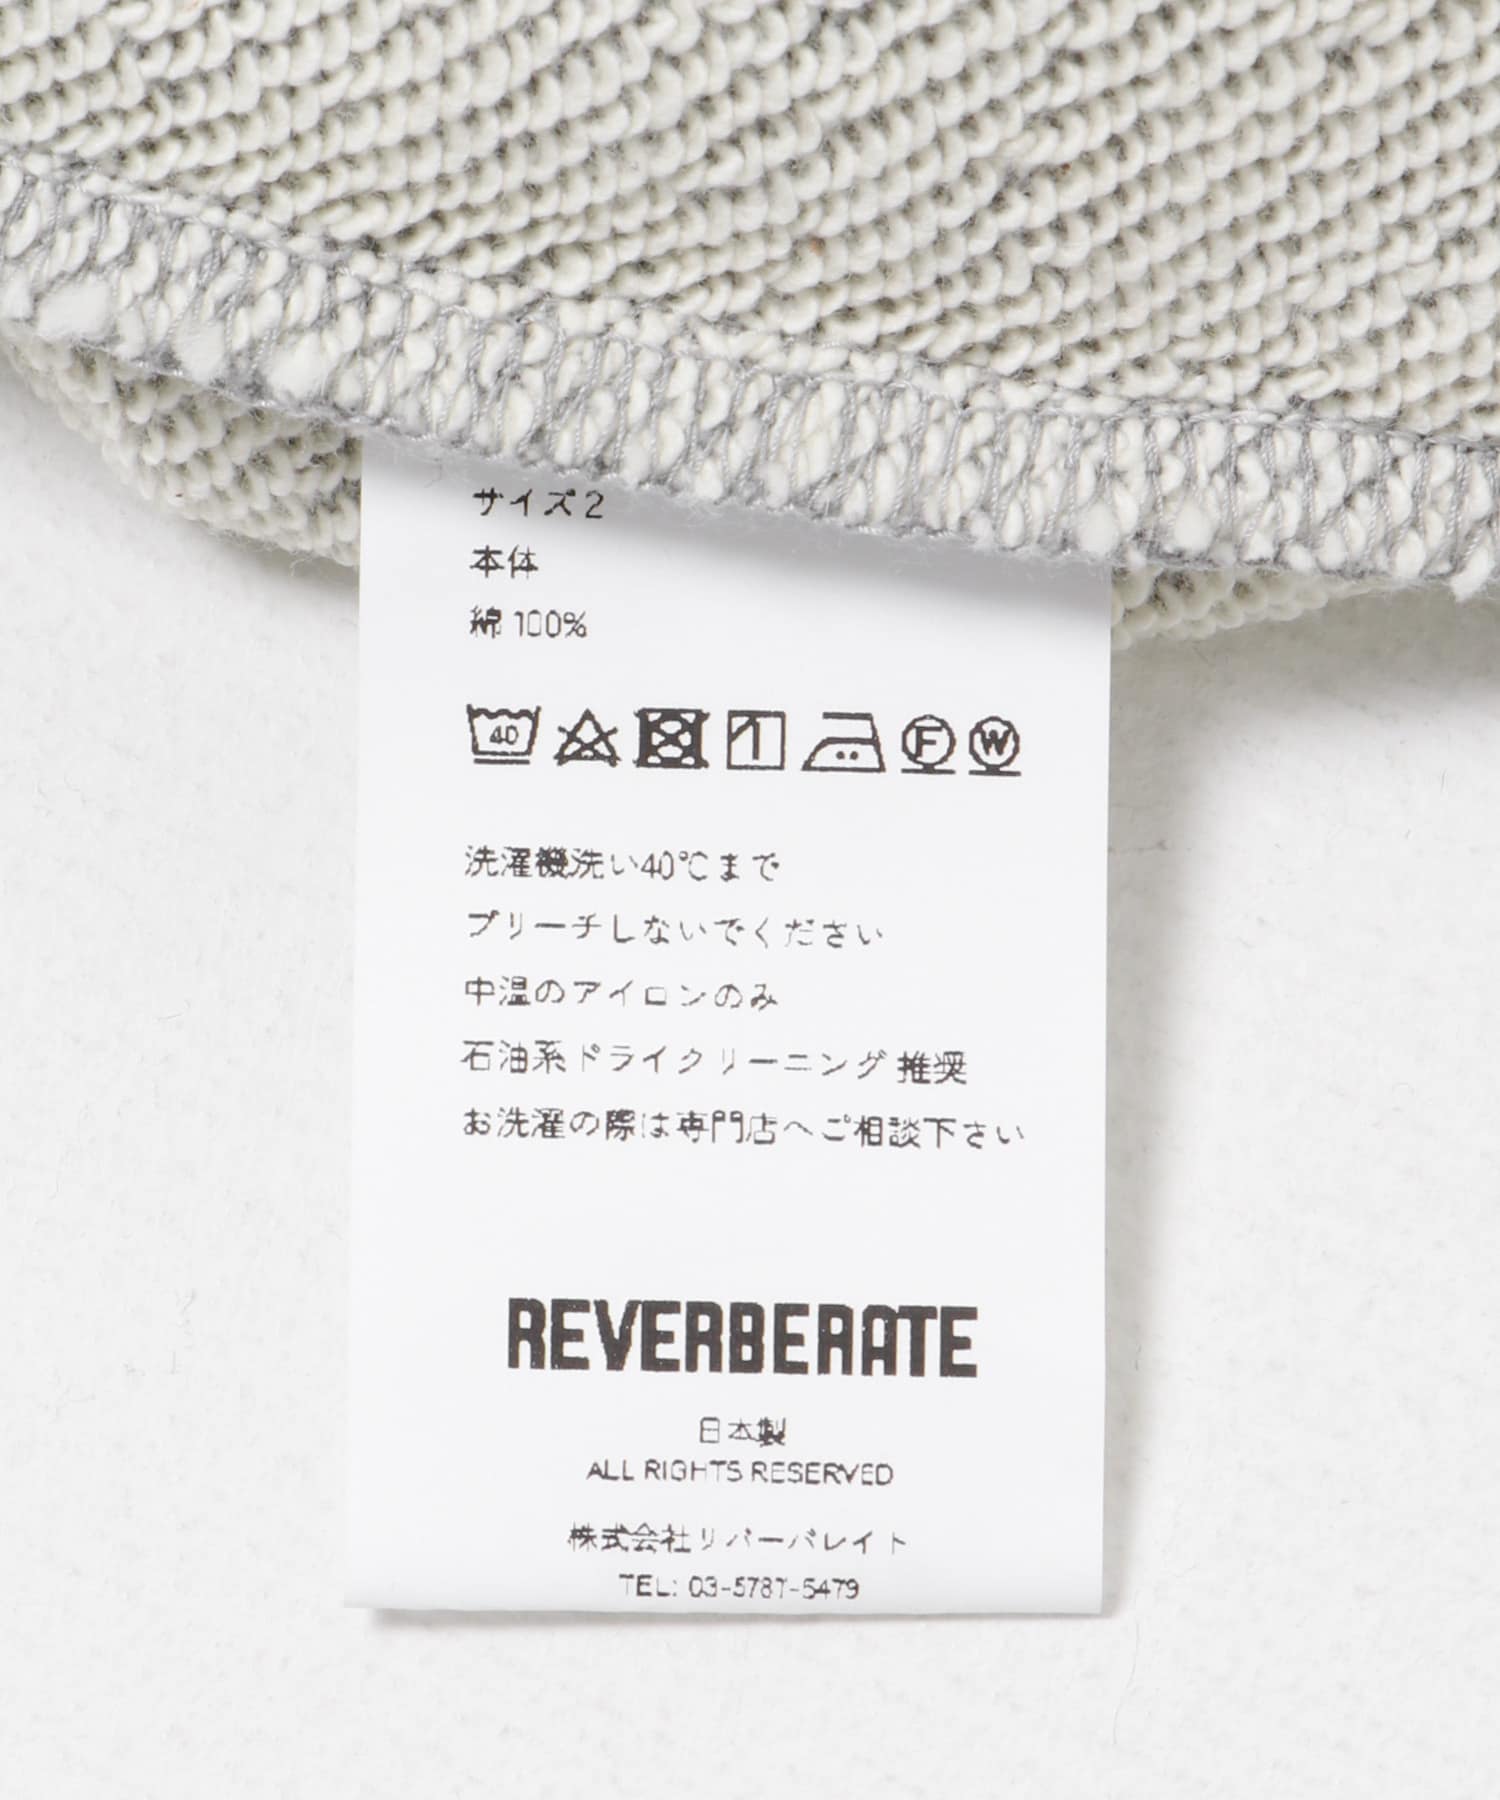 サイズ2
本体
綿 100%
40 F W
洗濯機洗い40℃まで
ブリーチしないでください
中温のアイロンのみ
石油系ドライクリーニング 推奨
お洗濯の際は専門店へご相談下さい
REVERBERATE
日本製
ALL RIGHTS RESERVED
株式会社リバーバレイト
TEL: 03-5787-5479